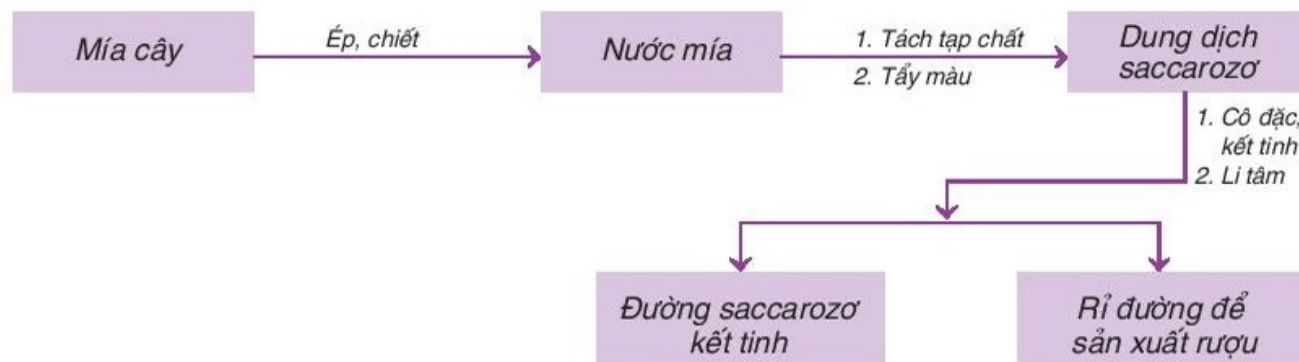 Mía cây
Ép, chiết
Nước mía
1. Tách tạp chất
2. Tẩy màu
Dung dịch
saccarozơ
1. Cô đặc,
kết tinh
2. Li tâm
Đường saccarozơ
kết tinh
Rỉ đường để
sản xuất rượu